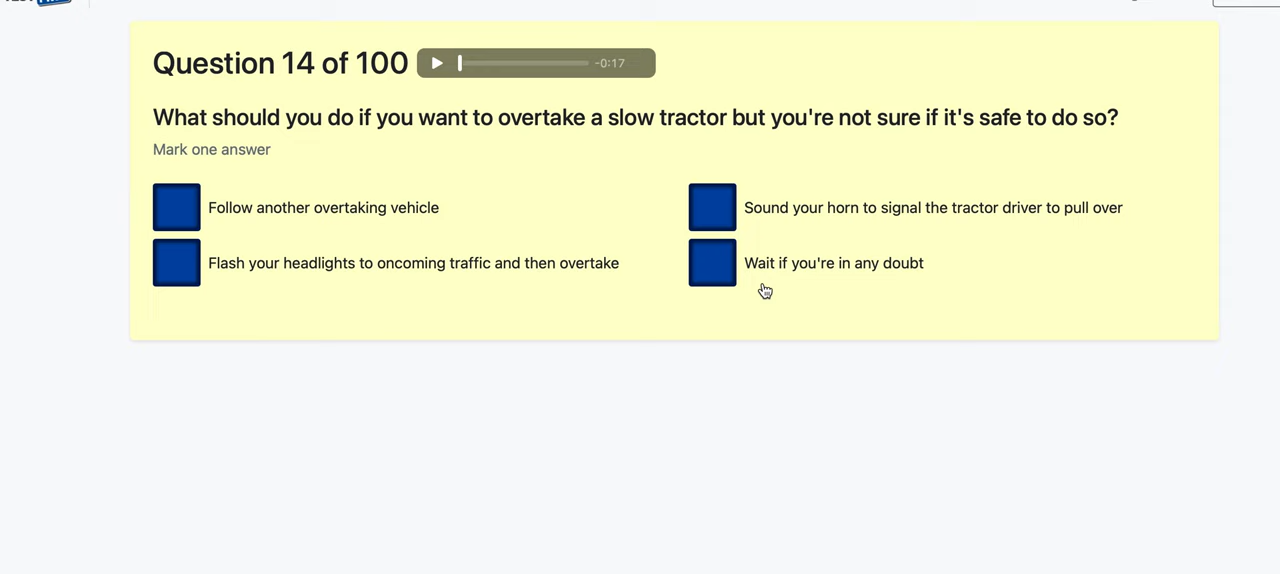 Question 14 of 100
-0:17
What should you do if you want to overtake a slow tractor but you're not sure if it's safe to do so?
Mark one answer
Follow another overtaking vehicle
Sound your horn to signal the tractor driver to pull over
Flash your headlights to oncoming traffic and then overtake
Wait if you're in any doubt